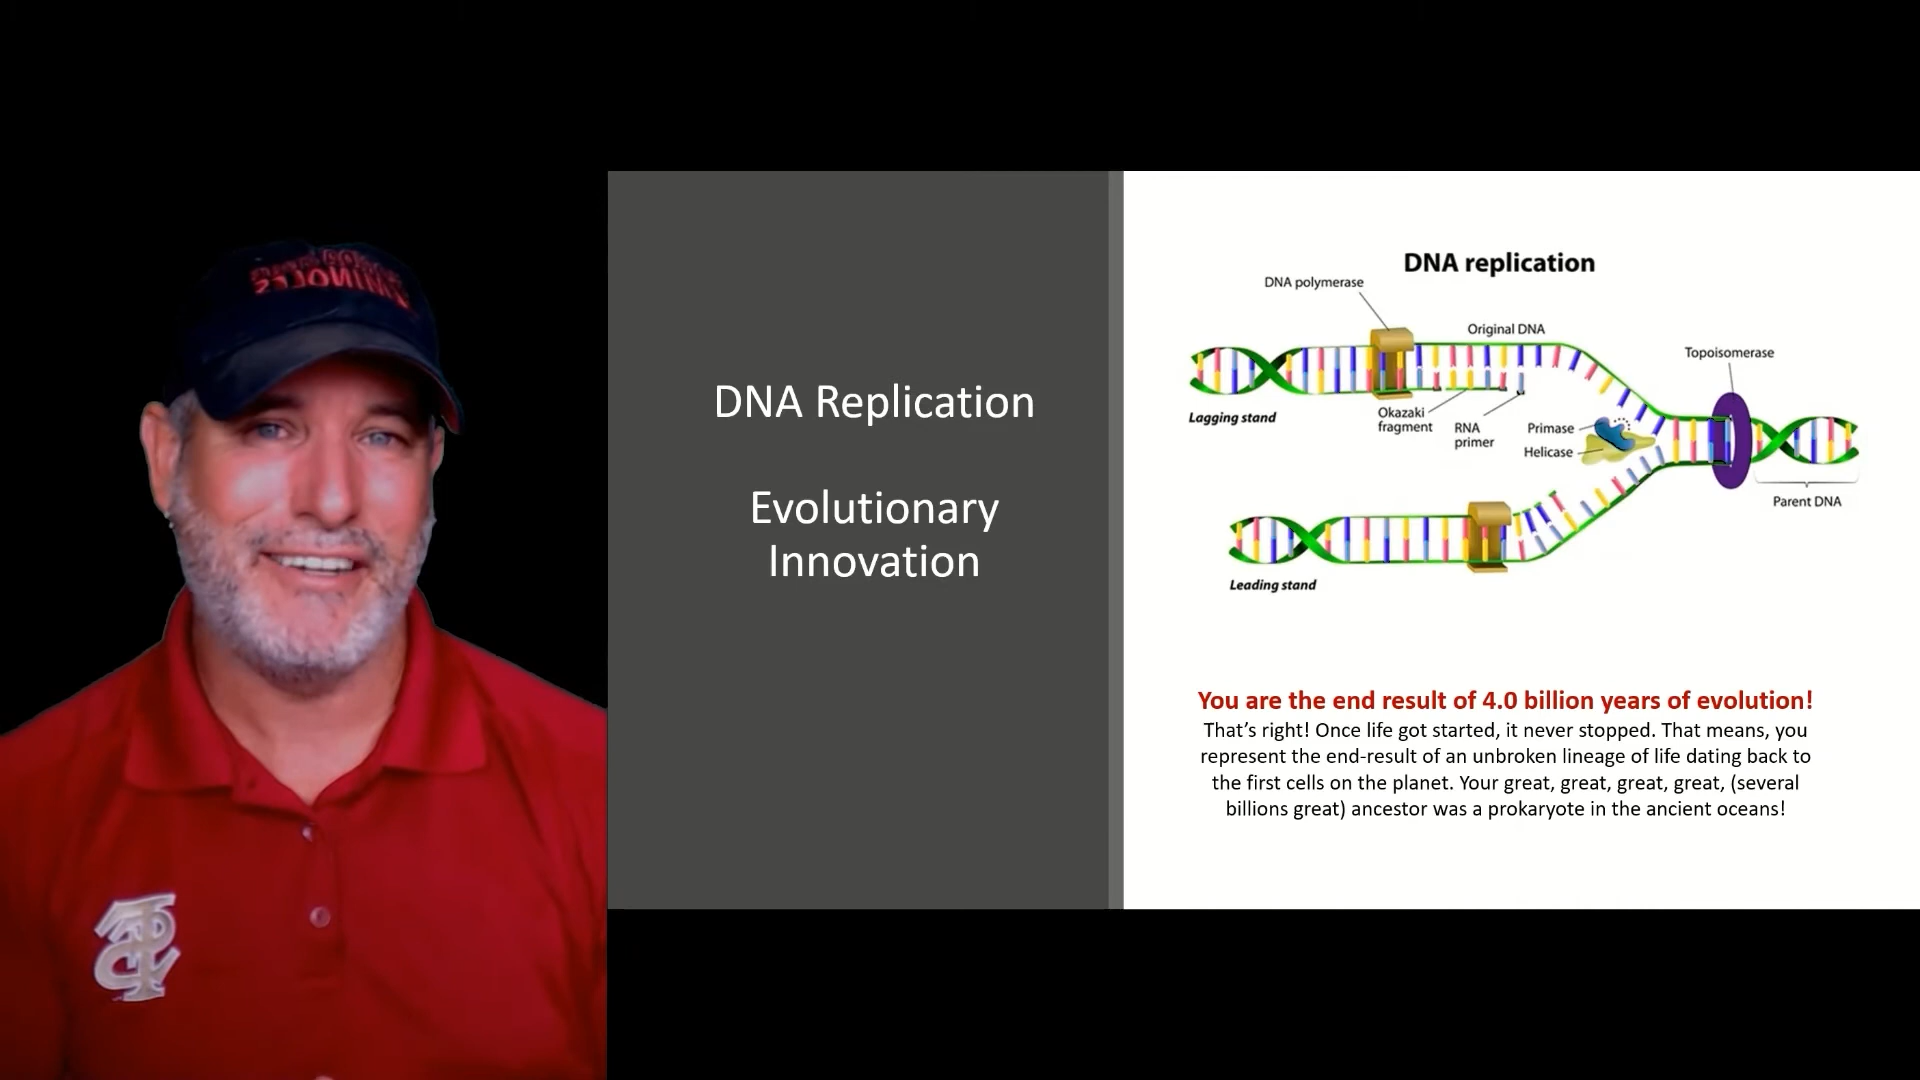 DNA Replication
Evolutionary
Innovation
DNA replication
DNA polymerase
Original DNA
Topoisomerase
Lagging stand
Okazaki
fragment
RNA
primer
Primase
Helicase
Parent DNA
Leading stand
You are the end result of 4.0 billion years of evolution!
That’s right! Once life got started, it never stopped. That means, you
represent the end-result of an unbroken lineage of life dating back to
the first cells on the planet. Your great, great, great, great, (several
billions great) ancestor was a prokaryote in the ancient oceans!